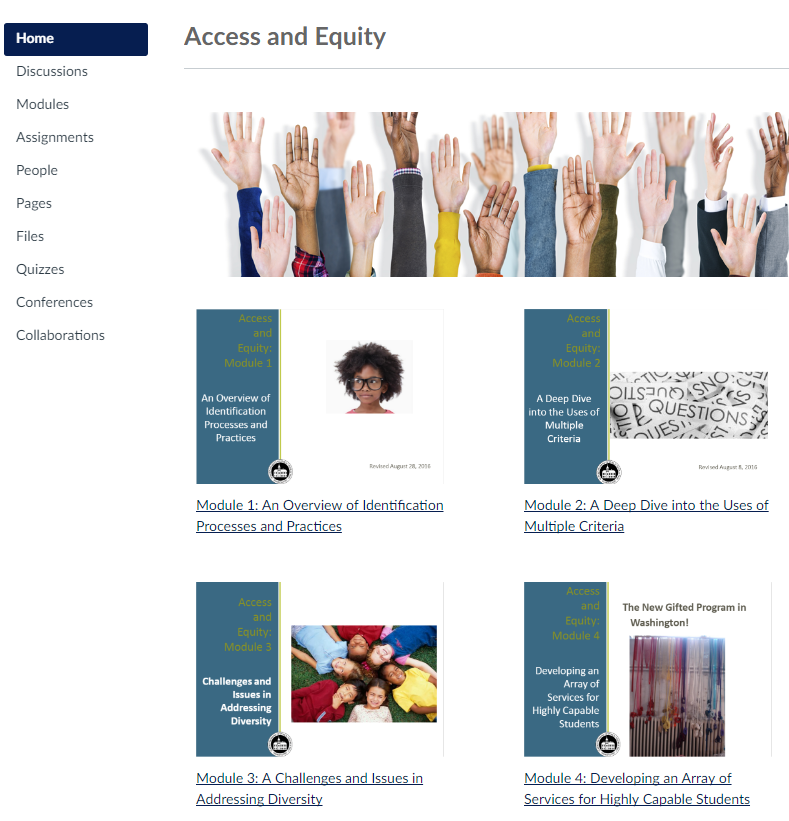 Home
Discussions
Modules
Assignments
People
Pages
Files
Quizzes
Conferences
Collaborations
Access and Equity
Access
and
Equity:
Module 1
An Overview of
Identification
Processes and
Practices
Revised August 28, 2016
Module 1: An Overview of Identification
Processes and Practices
Access
and
Equity:
Module 2
A Deep Dive
into the Uses of
Multiple
Criteria
QUESTIONS
Revised August 8, 2016
Module 2: A Deep Dive into the Uses of
Multiple Criteria
Access
and
Equity:
Module 3
Challenges and
Issues in
Addressing
Diversity
Module 3: A Challenges and Issues in
Addressing Diversity
Access
and
Equity:
Module 4
Developing an
Array of
Services for
Highly Capable
Students
The New Gifted Program in
Washington!
Module 4: Developing an Array of
Services for Highly Capable Students